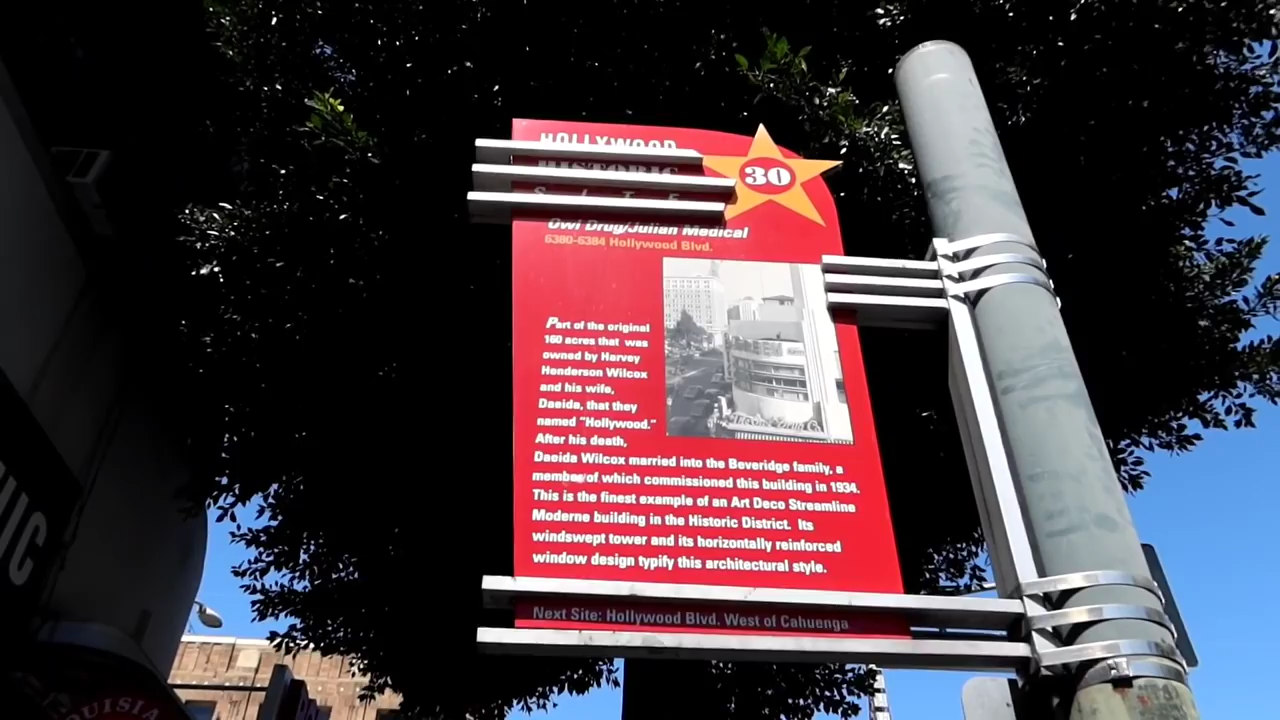 HOLLYWOOD
HISTORIC
SITE
30
Owl Drug/Julian Medical
6380-6384 Hollywood Blvd.
Part of the original
160 acres that was
owned by Harvey
Henderson Wilcox
and his wife,
Daeida, that they
named "Hollywood."
After his death,
Daeida Wilcox married into the Beveridge family, a
member of which commissioned this building in 1934.
This is the finest example of an Art Deco Streamline
Moderne building in the Historic District. Its
windswept tower and its horizontally reinforced
window design typify this architectural style.
Next Site: Hollywood Blvd. West of Cahuenga